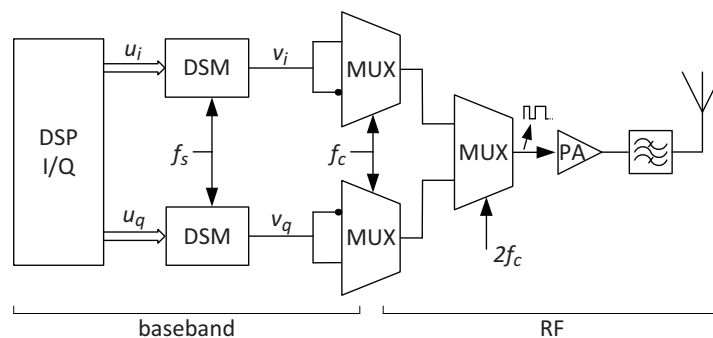 DSP
I/Q
u_i
DSM
v_i
MUX
f_s
f_c
MUX
PA
u_q
DSM
v_q
MUX
2f_c
baseband
RF